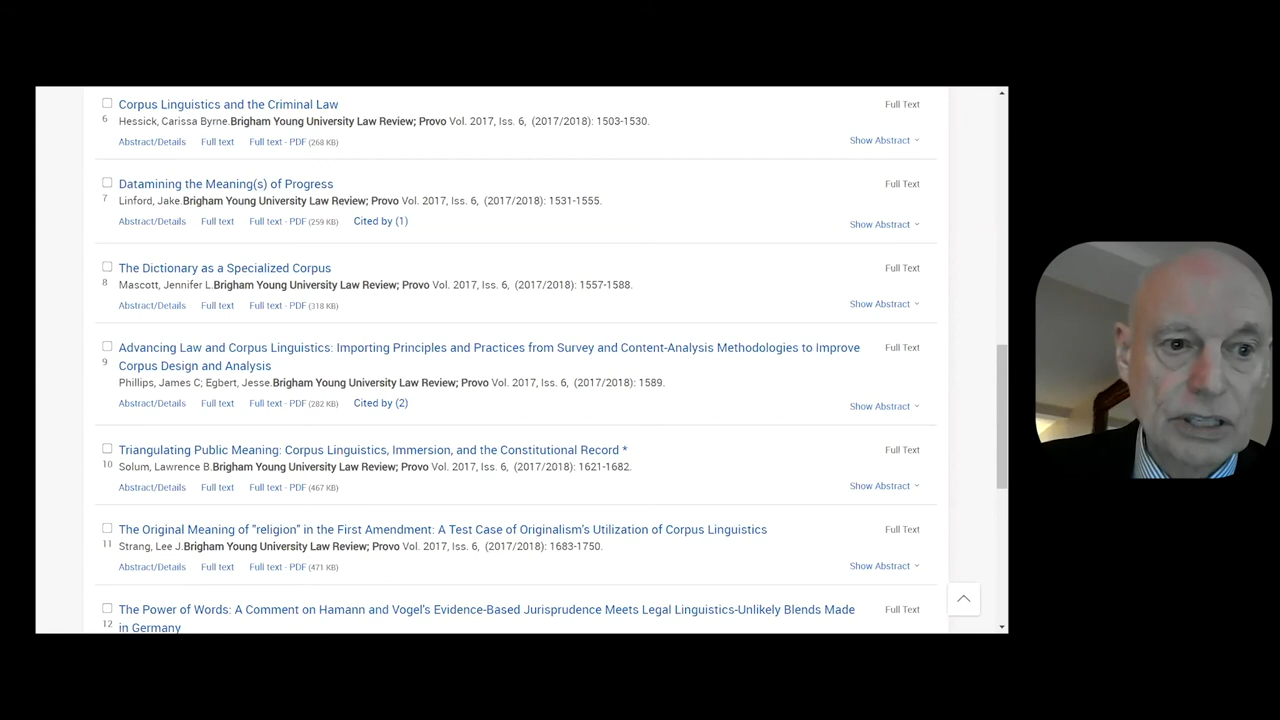 Corpus Linguistics and the Criminal Law
Full Text
6
Hessick, Carissa Byrne.Brigham Young University Law Review; Provo Vol. 2017, Iss. 6, (2017/2018): 1503-1530.
Abstract/Details Full text Full text - PDF (268 KB)
Show Abstract
Datamining the Meaning(s) of Progress
Full Text
7
Linford, Jake.Brigham Young University Law Review; Provo Vol. 2017, Iss. 6, (2017/2018): 1531-1555.
Abstract/Details Full text Full text - PDF (259 KB) Cited by (1)
Show Abstract
The Dictionary as a Specialized Corpus
Full Text
8
Mascott, Jennifer L.Brigham Young University Law Review; Provo Vol. 2017, Iss. 6, (2017/2018): 1557-1588.
Abstract/Details Full text Full text - PDF (318 KB)
Show Abstract
Advancing Law and Corpus Linguistics: Importing Principles and Practices from Survey and Content-Analysis Methodologies to Improve
Full Text
9
Corpus Design and Analysis
Phillips, James C; Egbert, Jesse.Brigham Young University Law Review; Provo Vol. 2017, Iss. 6, (2017/2018): 1589.
Abstract/Details Full text Full text - PDF (282 KB) Cited by (2)
Show Abstract
Triangulating Public Meaning: Corpus Linguistics, Immersion, and the Constitutional Record *
Full Text
10
Solum, Lawrence B.Brigham Young University Law Review; Provo Vol. 2017, Iss. 6, (2017/2018): 1621-1682.
Abstract/Details Full text Full text - PDF (467 KB)
Show Abstract
The Original Meaning of "religion" in the First Amendment: A Test Case of Originalism's Utilization of Corpus Linguistics
Full Text
11
Strang, Lee J.Brigham Young University Law Review; Provo Vol. 2017, Iss. 6, (2017/2018): 1683-1750.
Abstract/Details Full text Full text - PDF (471 KB)
Show Abstract
The Power of Words: A Comment on Hamann and Vogel's Evidence-Based Jurisprudence Meets Legal Linguistics-Unlikely Blends Made
Full Text
12
in Germany